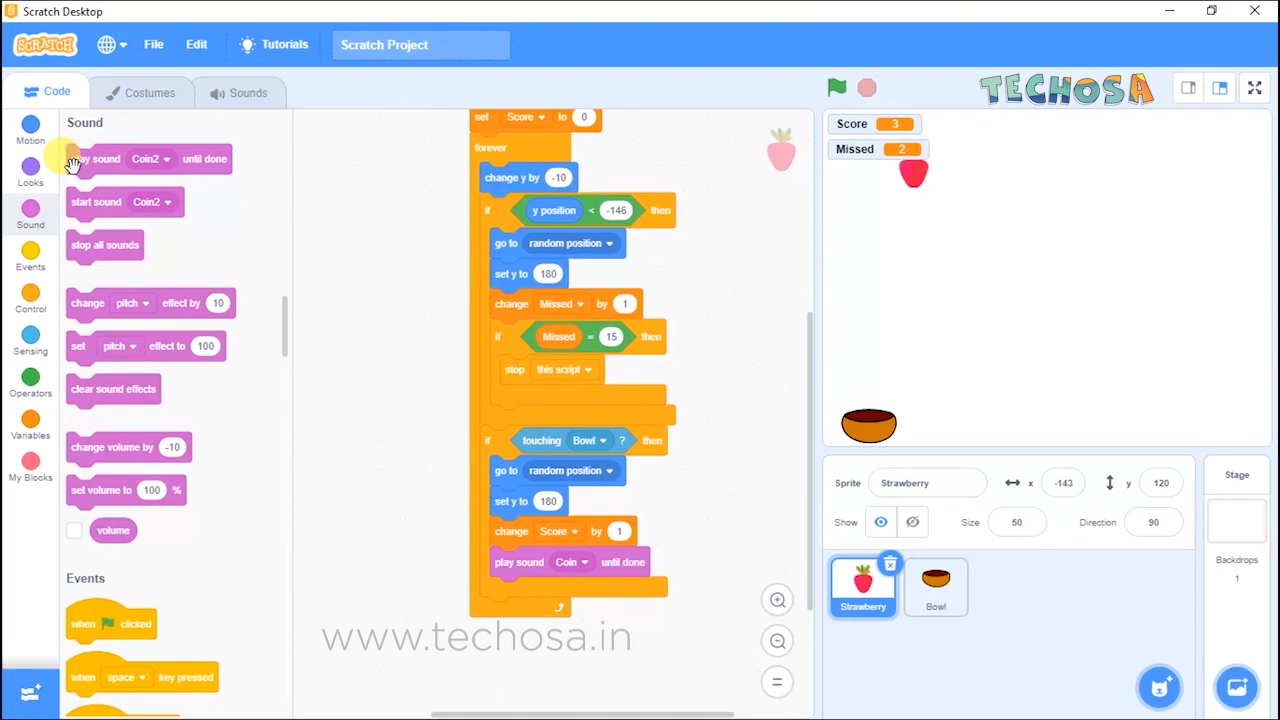 Scratch Desktop
SCRATCH
File
Edit
Tutorials
Scratch Project
Code
Costumes
Sounds
TECHOSA
Motion
Looks
Sound
Events
Control
Sensing
Operators
Variables
My Blocks
Sound
sound Coin2 until done
start sound Coin2
stop all sounds
change pitch effect by 10
set pitch effect to 100
clear sound effects
change volume by -10
set volume to 100 %
volume
Events
when clicked
when space key pressed
set Score to 0
forever
change y by -10
if y position < -146 then
go to random position
set y to 180
change Missed by 1
if Missed = 15 then
stop this script
if touching Bowl ? then
go to random position
set y to 180
change Score by 1
play sound Coin until done
www.techosa.in
Score 3
Missed 2
Sprite Strawberry x -143 y 120
Show Size 50 Direction 90
Strawberry
Bowl
Stage
Backdrops
1